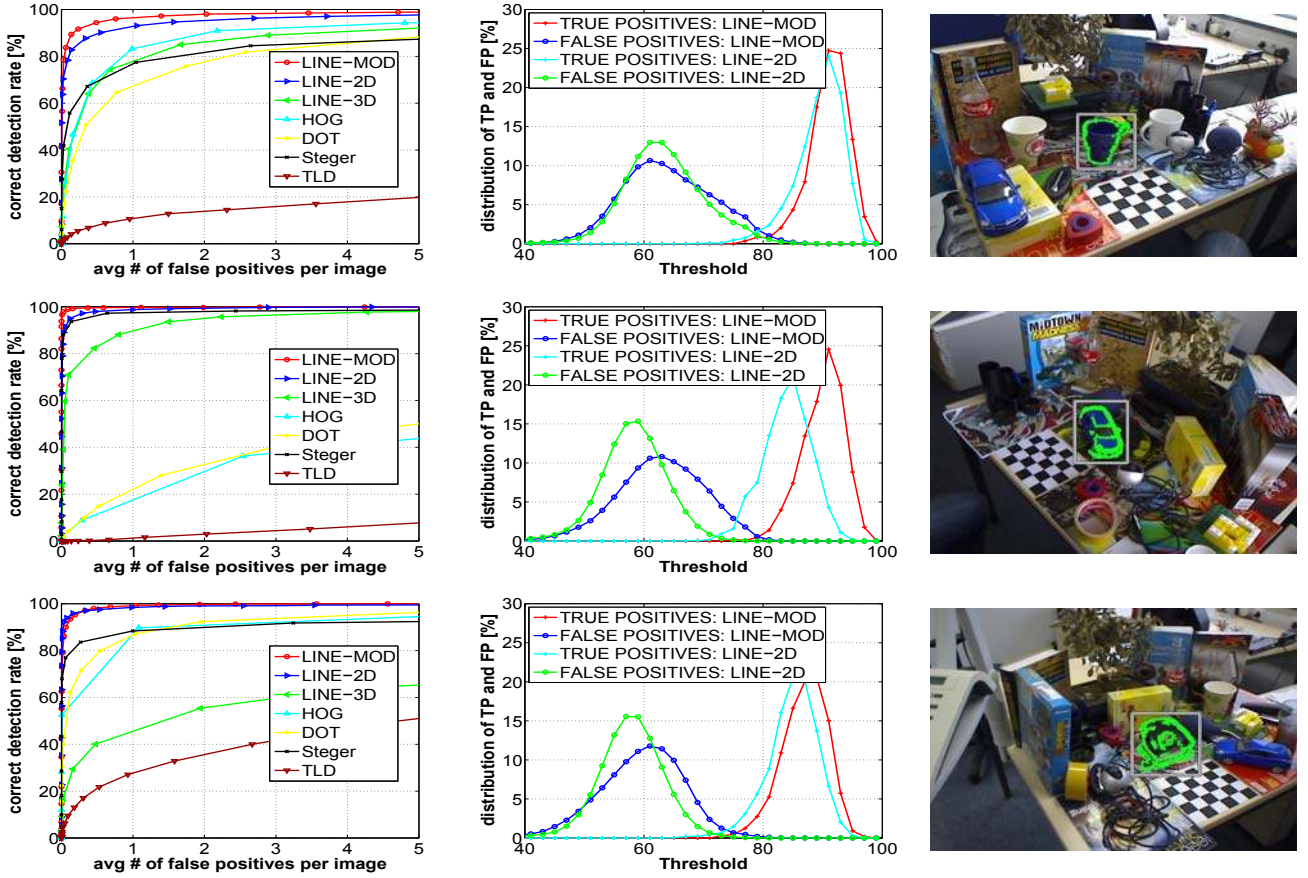 correct detection rate [%]
100
80
60
40
20
0
LINE−MOD
LINE−2D
LINE−3D
HOG
DOT
Steger
TLD
0 1 2 3 4 5
avg # of false positives per image
distribution of TP and FP [%]
30
25
20
15
10
5
0
TRUE POSITIVES: LINE−MOD
FALSE POSITIVES: LINE−MOD
TRUE POSITIVES: LINE−2D
FALSE POSITIVES: LINE−2D
40 60 80 100
Threshold
correct detection rate [%]
100
80
60
40
20
0
LINE−MOD
LINE−2D
LINE−3D
HOG
DOT
Steger
TLD
0 1 2 3 4 5
avg # of false positives per image
distribution of TP and FP [%]
30
25
20
15
10
5
0
TRUE POSITIVES: LINE−MOD
FALSE POSITIVES: LINE−MOD
TRUE POSITIVES: LINE−2D
FALSE POSITIVES: LINE−2D
40 60 80 100
Threshold
MIDTOWN
MADNESS
correct detection rate [%]
100
80
60
40
20
0
LINE−MOD
LINE−2D
LINE−3D
HOG
DOT
Steger
TLD
0 1 2 3 4 5
avg # of false positives per image
distribution of TP and FP [%]
30
25
20
15
10
5
0
TRUE POSITIVES: LINE−MOD
FALSE POSITIVES: LINE−MOD
TRUE POSITIVES: LINE−2D
FALSE POSITIVES: LINE−2D
40 60 80 100
Threshold